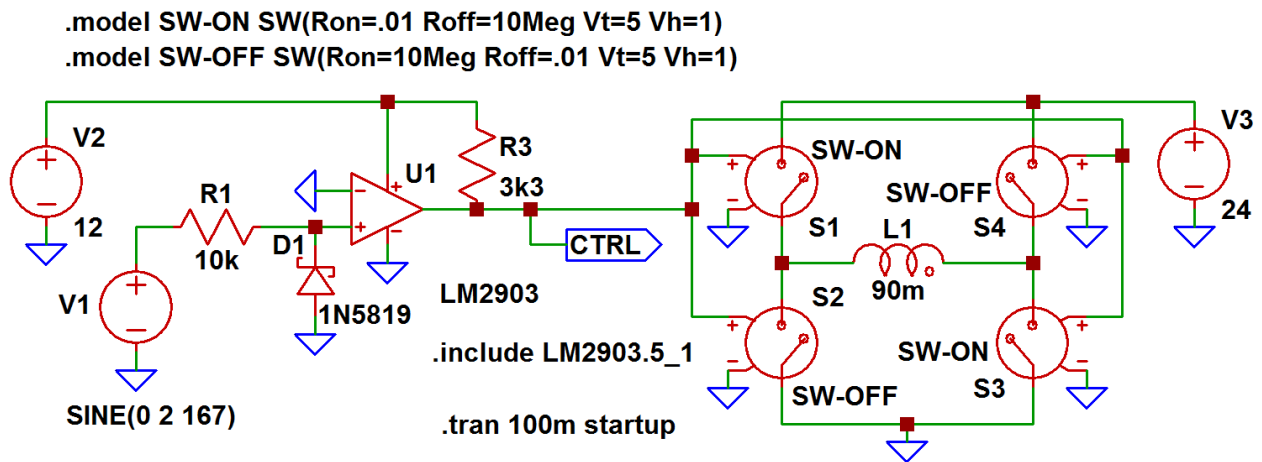 .model SW-ON SW(Ron=.01 Roff=10Meg Vt=5 Vh=1)
.model SW-OFF SW(Ron=10Meg Roff=.01 Vt=5 Vh=1)
V2
12
R1
10k
V1
SINE(0 2 167)
D1
1N5819
U1
LM2903
.include LM2903.5_1
.tran 100m startup
R3
3k3
CTRL
SW-ON
S1
SW-OFF
S4
L1
90m
S2
SW-OFF
SW-ON
S3
V3
24